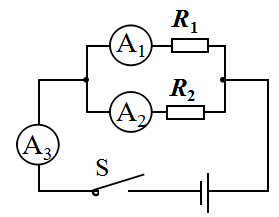 A₁ R₁
A₂ R₂
A₃
S